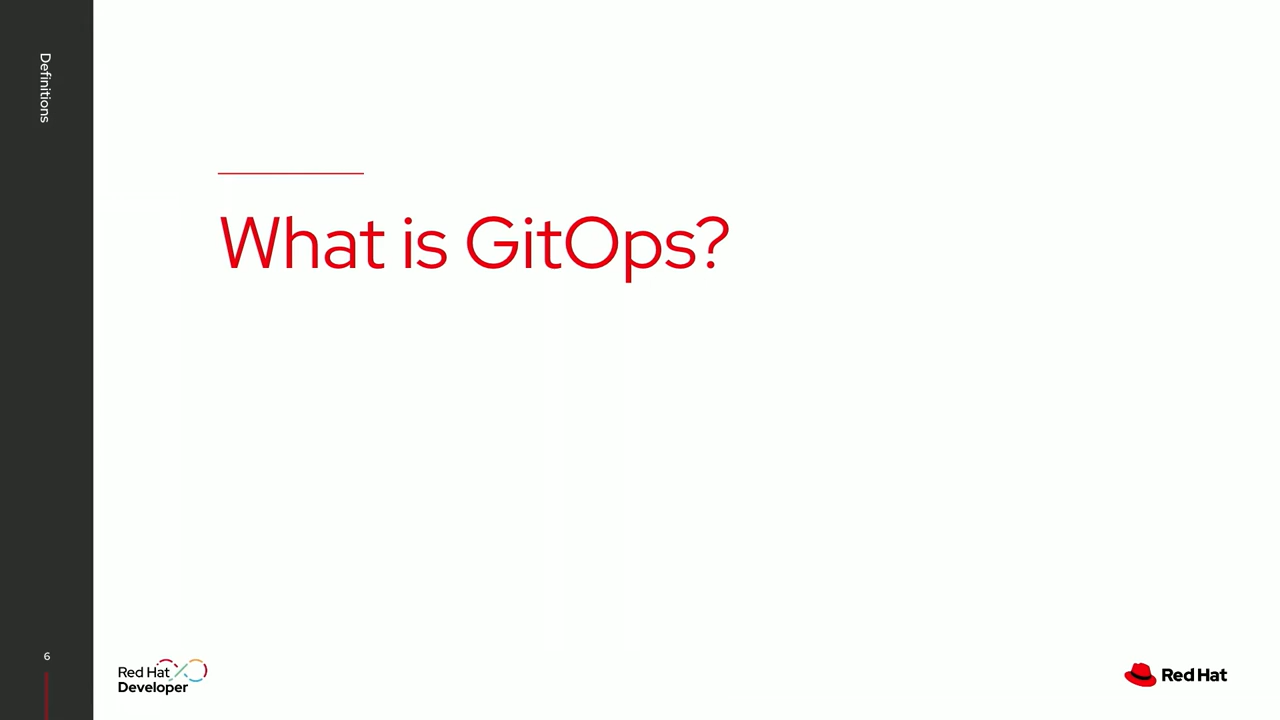 Definitions
What is GitOps?
6
Red Hat
Developer
Red Hat